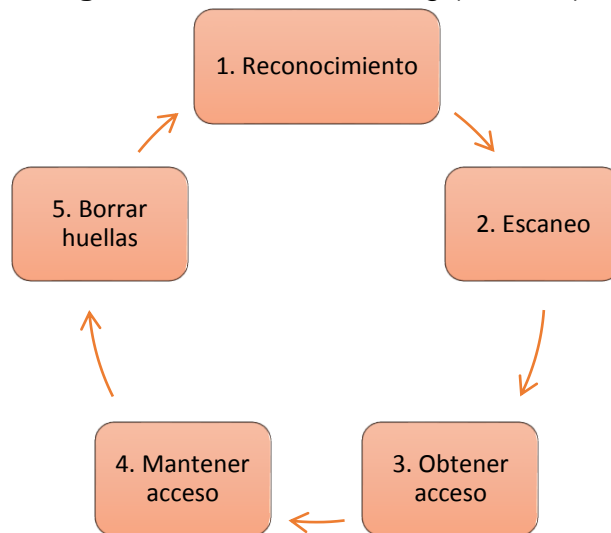 1. Reconocimiento
2. Escaneo
3. Obtener
acceso
4. Mantener
acceso
5. Borrar
huellas